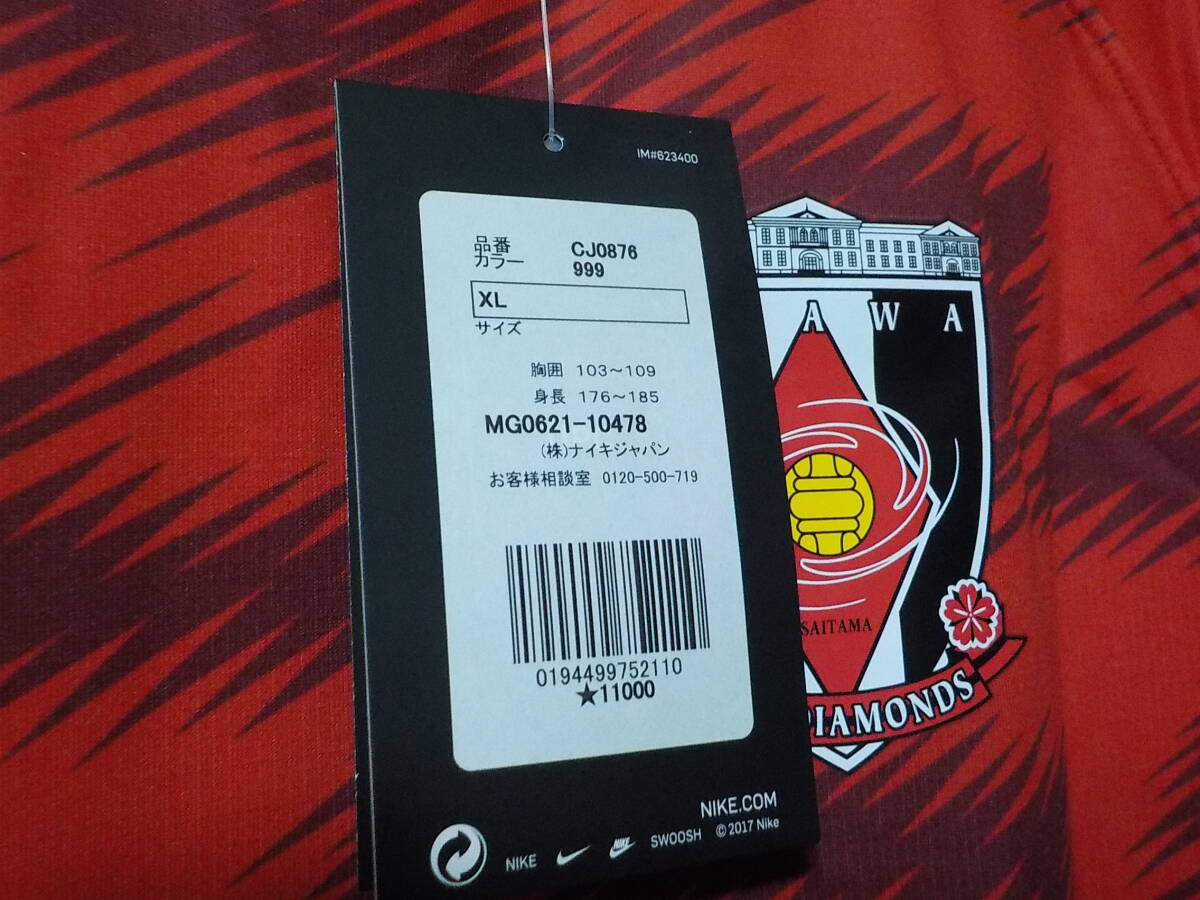 IM#623400
品番 CJ0876
カラー 999
XL
サイズ
胸囲 103～109
身長 176～185
MG0621-10478
(株)ナイキジャパン
お客様相談室 0120-500-719
0194499752110
★11000
NIKE.COM
NIKE NIKE SWOOSH ©2017 Nike
AWA
SAITAMA
DIAMONDS